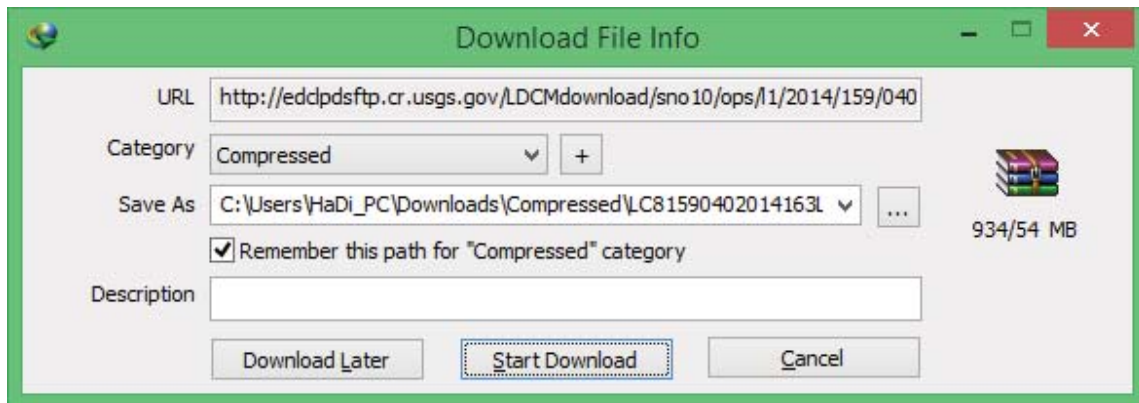 Download File Info
URL http://edclpdsftp.cr.usgs.gov/LDCMdownload/sno10/ops/l1/2014/159/040
Category Compressed +
Save As C:\Users\HaDi_PC\Downloads\Compressed\LC81590402014163L ...
934/54 MB
Remember this path for "Compressed" category
Description
Download Later Start Download Cancel